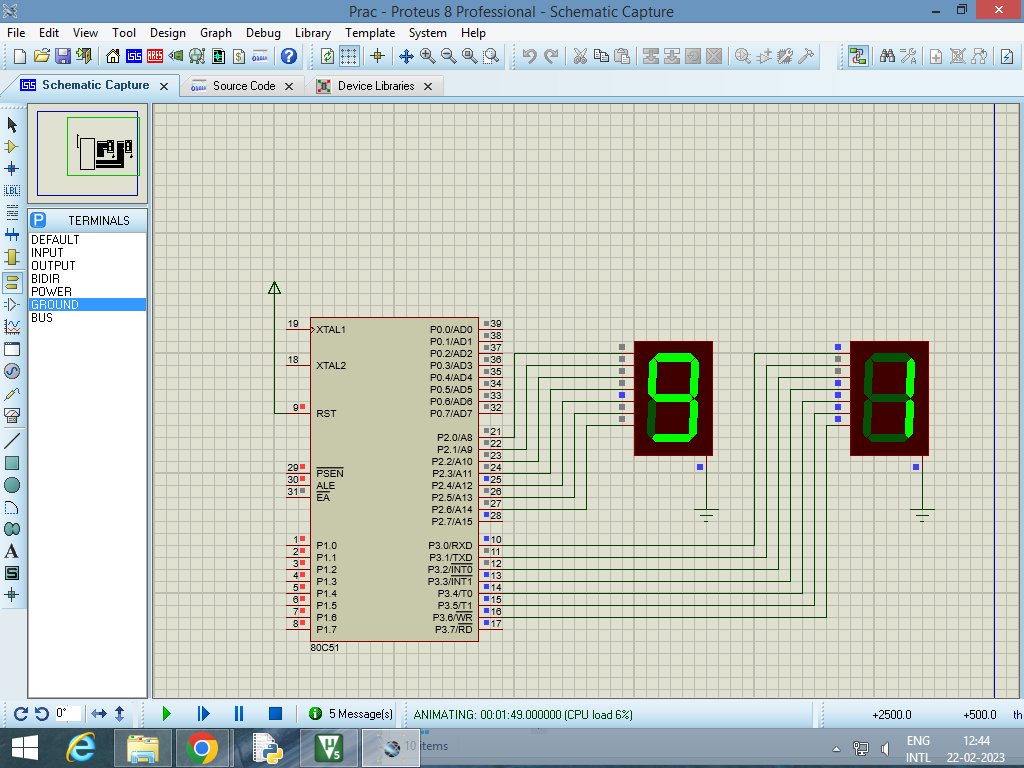 Prac - Proteus 8 Professional - Schematic Capture
File Edit View Tool Design Graph Debug Library Template System Help
Schematic Capture Source Code Device Libraries
LBL
TERMINALS
DEFAULT
INPUT
OUTPUT
BIDIR
POWER
GROUND
BUS
19 XTAL1 P0.0/AD0 39
P0.1/AD1 38
P0.2/AD2 37
18 XTAL2 P0.3/AD3 36
P0.4/AD4 35
P0.5/AD5 34
P0.6/AD6 33
9 RST P0.7/AD7 32
P2.0/A8 21
P2.1/A9 22
P2.2/A10 23
29 PSEN P2.3/A11 24
30 ALE P2.4/A12 25
31 EA P2.5/A13 26
P2.6/A14 27
P2.7/A15 28
1 P1.0 P3.0/RXD 10
2 P1.1 P3.1/TXD 11
3 P1.2 P3.2/INT0 12
4 P1.3 P3.3/INT1 13
5 P1.4 P3.4/T0 14
6 P1.5 P3.5/T1 15
7 P1.6 P3.6/WR 16
8 P1.7 P3.7/RD 17
80C51
9 1
0° 5 Message(s) ANIMATING: 00:01:49.000000 (CPU load 6%) +2500.0 +500.0 th
10 items
ENG 12:44
INTL 22-02-2023